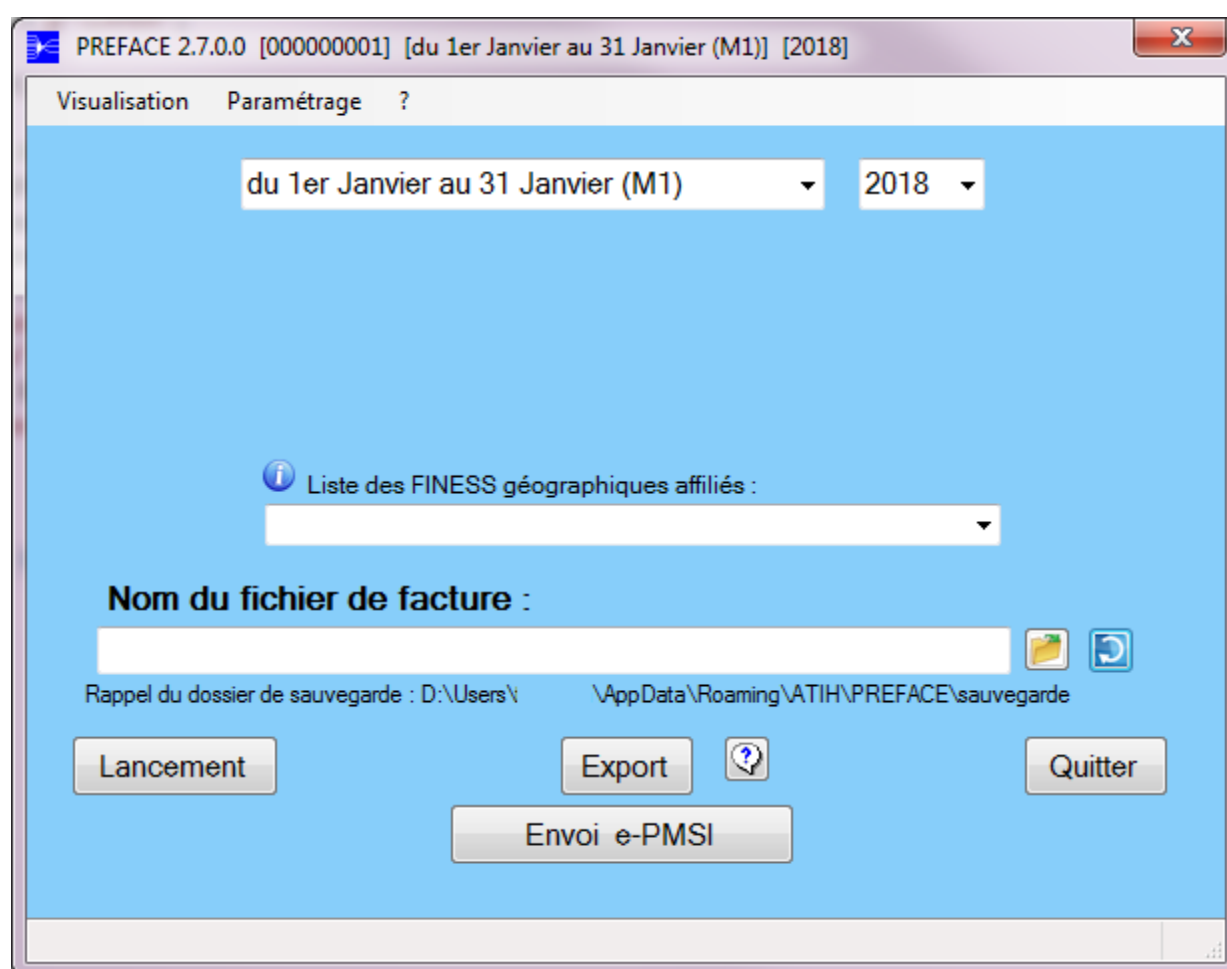 PREFACE 2.7.0.0 [000000001] [du 1er Janvier au 31 Janvier (M1)] [2018]
Visualisation Paramétrage ?
du 1er Janvier au 31 Janvier (M1) 2018
Liste des FINESS géographiques affiliés :
Nom du fichier de facture :
Rappel du dossier de sauvegarde : D:\Users\ \AppData\Roaming\ATIH\PREFACE\sauvegarde
Lancement Export Quitter
Envoi e-PMSI